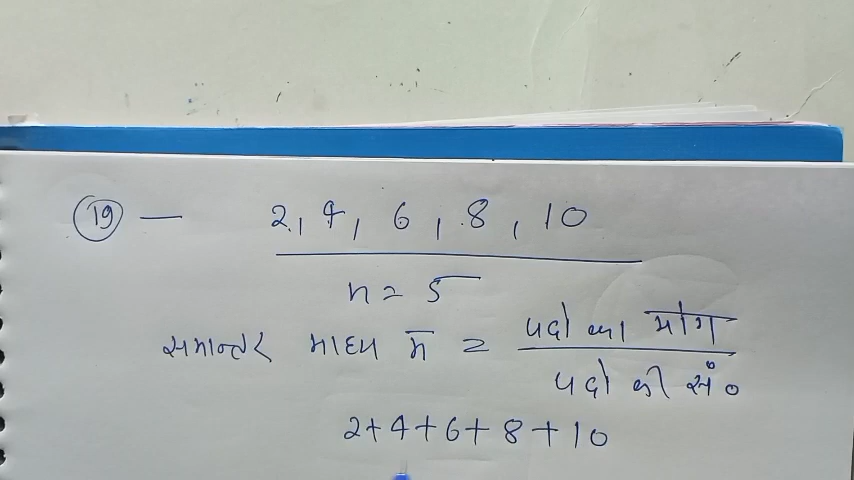 19 — 2, 4, 6, 8, 10
n = 5
समान्तर माध्य म = पदों का योग
पदों की सं०
2+4+6+8+10